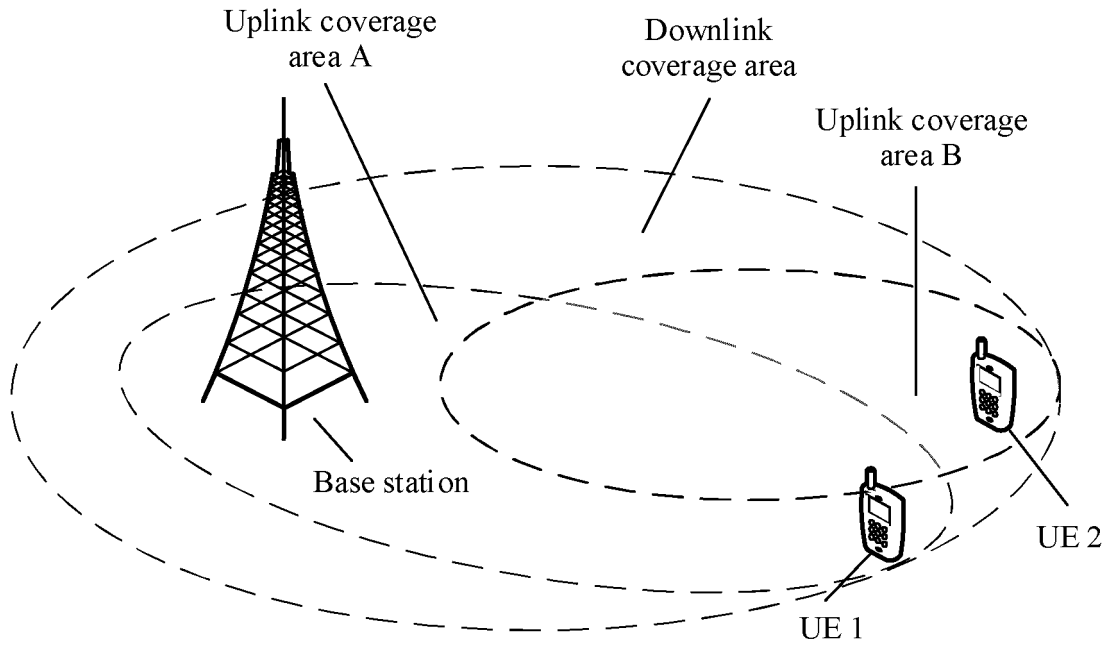 Uplink coverage
area A
Downlink
coverage area
Uplink coverage
area B
Base station
UE 2
UE 1